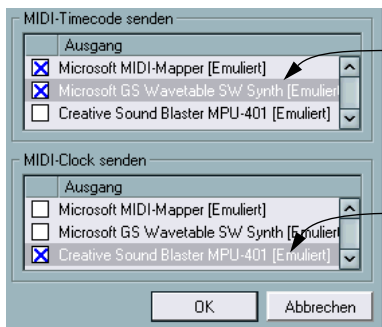 MIDI-Timecode senden
Ausgang
Microsoft MIDI-Mapper [Emuliert]
Microsoft GS Wavetable SW Synth [Emuliert
Creative Sound Blaster MPU-401 [Emuliert]
MIDI-Clock senden
Ausgang
Microsoft MIDI-Mapper [Emuliert]
Microsoft GS Wavetable SW Synth [Emuliert
Creative Sound Blaster MPU-401 [Emuliert]
OK Abbrechen